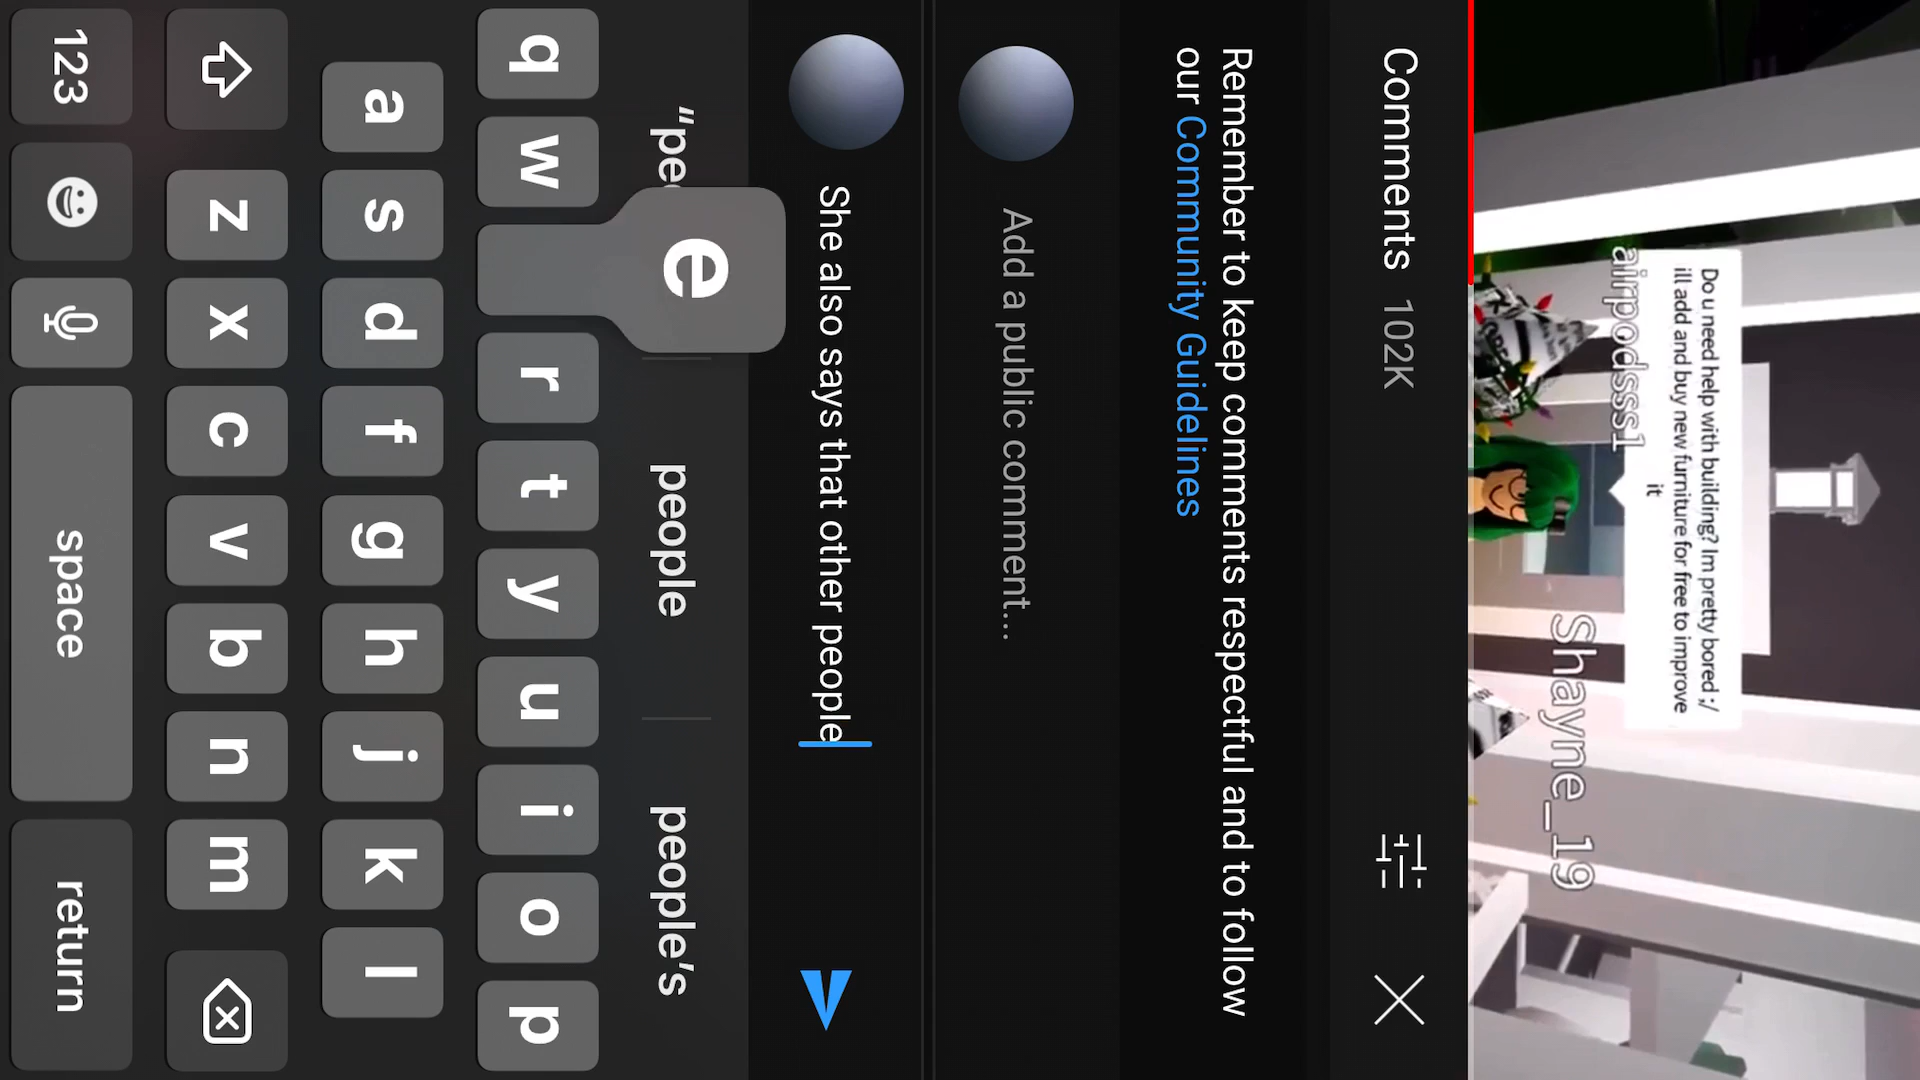 Do u need help with building? Im pretty bored ;/
ill add and buy new furniture for free to improve
it
airpodsss1
Shayne_19
Comments 102K
Remember to keep comments respectful and to follow
our Community Guidelines
Add a public comment...
She also says that other people
"pe
people
people's
q w e r t y u i o p
a s d f g h j k l
z x c v b n m
123
space
return